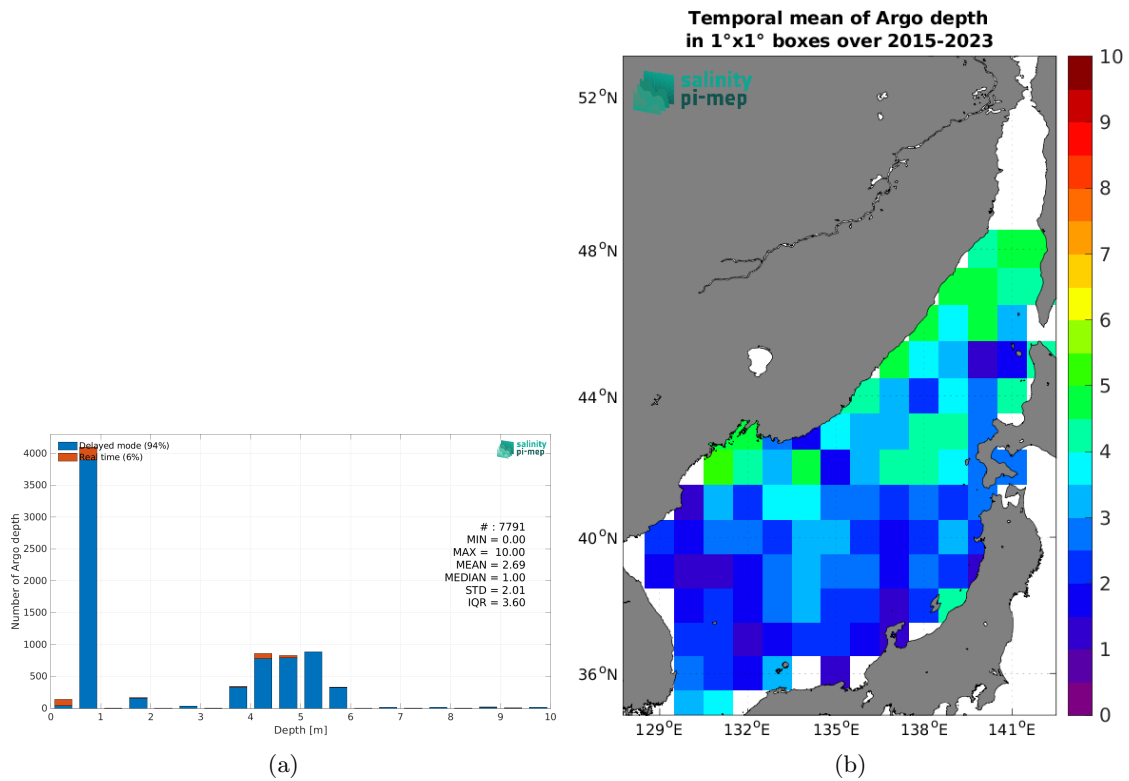 Delayed mode (94%)
Real time (6%)
salinity
pi-mep
# : 7791
MIN = 0.00
MAX = 10.00
MEAN = 2.69
MEDIAN = 1.00
STD = 2.01
IQR = 3.60
Number of Argo depth
4000
3500
3000
2500
2000
1500
1000
500
0
0 1 2 3 4 5 6 7 8 9 10
Depth [m]
(a)
Temporal mean of Argo depth
in 1°x1° boxes over 2015-2023
salinity
pi-mep
52°N
48°N
44°N
40°N
36°N
129°E 132°E 135°E 138°E 141°E
10
9
8
7
6
5
4
3
2
1
0
(b)